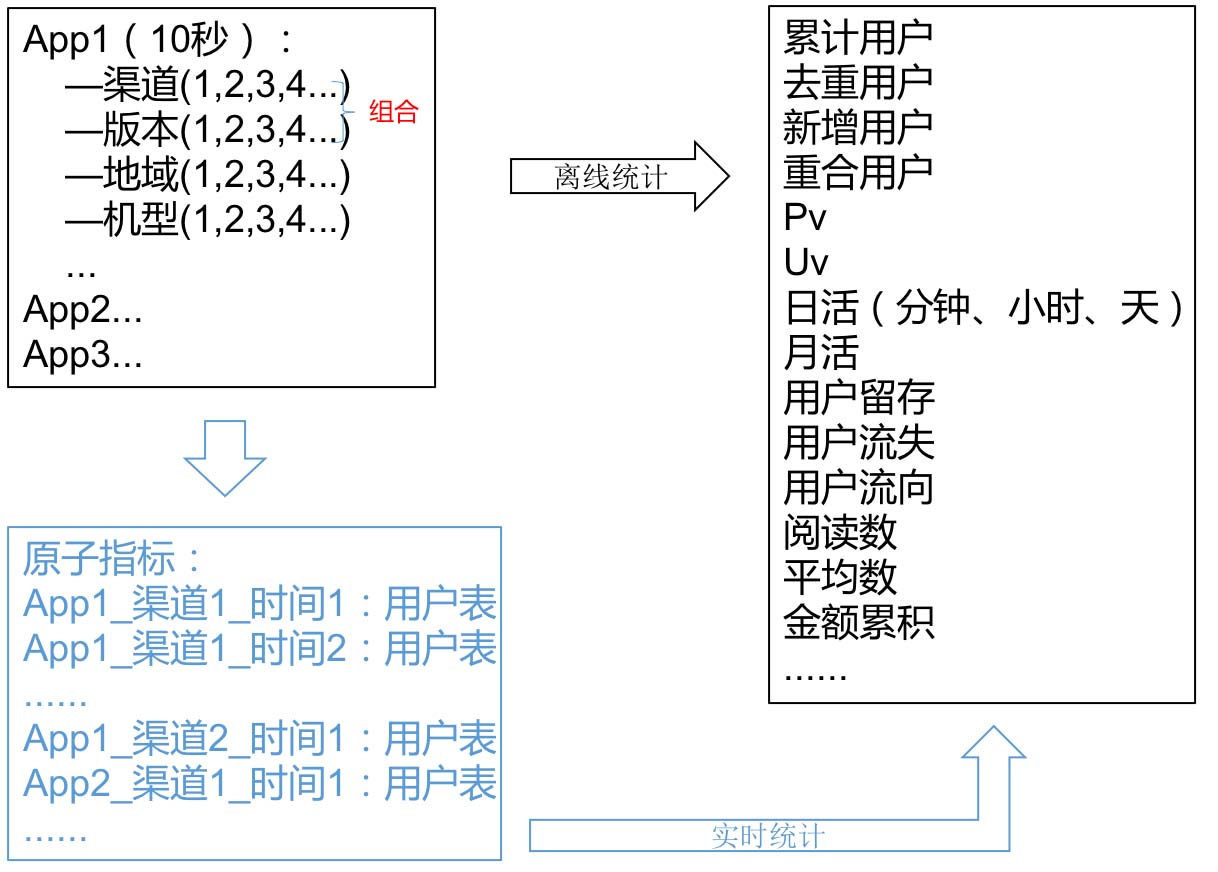 App1（10秒）：
—渠道(1,2,3,4...)
—版本(1,2,3,4...)
组合
—地域(1,2,3,4...)
—机型(1,2,3,4...)
...
App2...
App3...
离线统计
累计用户
去重用户
新增用户
重合用户
Pv
Uv
日活（分钟、小时、天）
月活
用户留存
用户流失
用户流向
阅读数
平均数
金额累积
......
原子指标：
App1_渠道1_时间1：用户表
App1_渠道1_时间2：用户表
......
App1_渠道2_时间1：用户表
App2_渠道1_时间1：用户表
......
实时统计